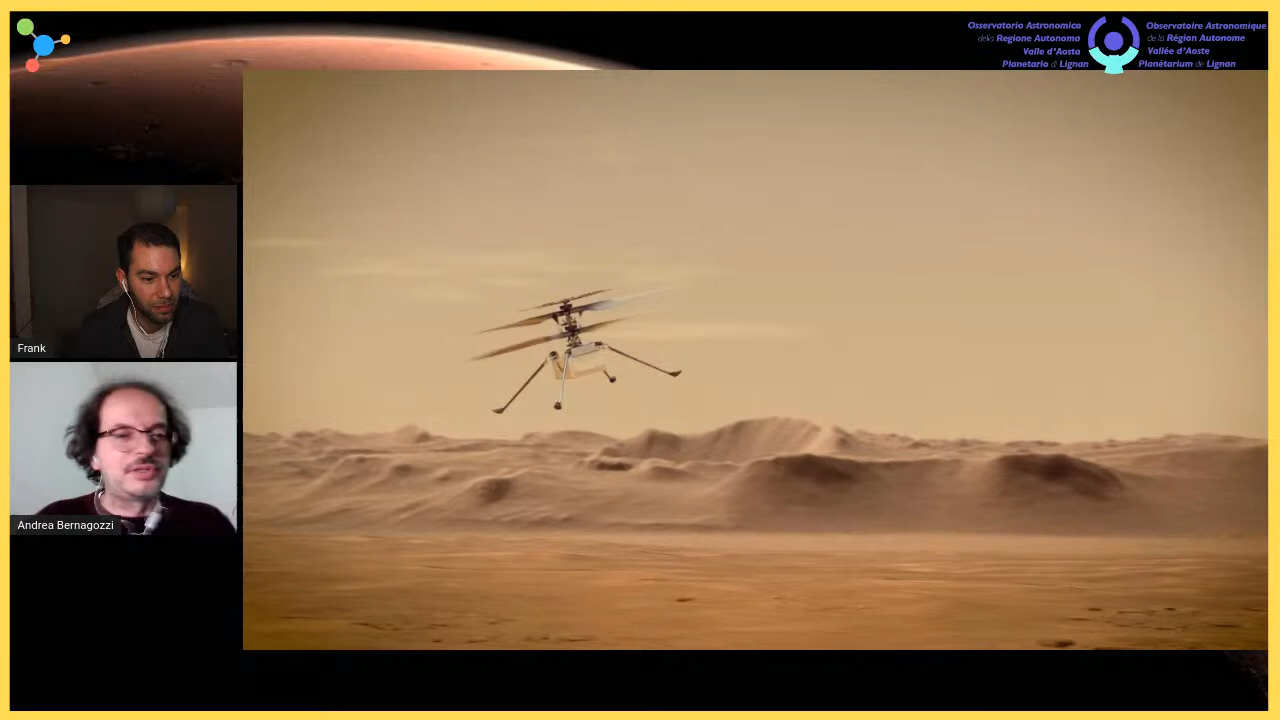 Osservatorio Astronomico
della Regione Autonoma
Valle d'Aosta
Planetario di Lignan
Observatoire Astronomique
de la Région Autonome
Vallée d'Aoste
Planétarium de Lignan
Frank
Andrea Bernagozzi